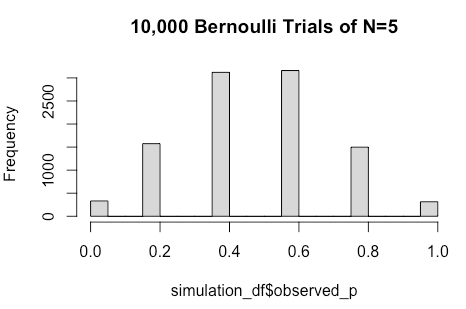 10,000 Bernoulli Trials of N=5
Frequency
2500
1000
0
0.0 0.2 0.4 0.6 0.8 1.0
simulation_df$observed_p